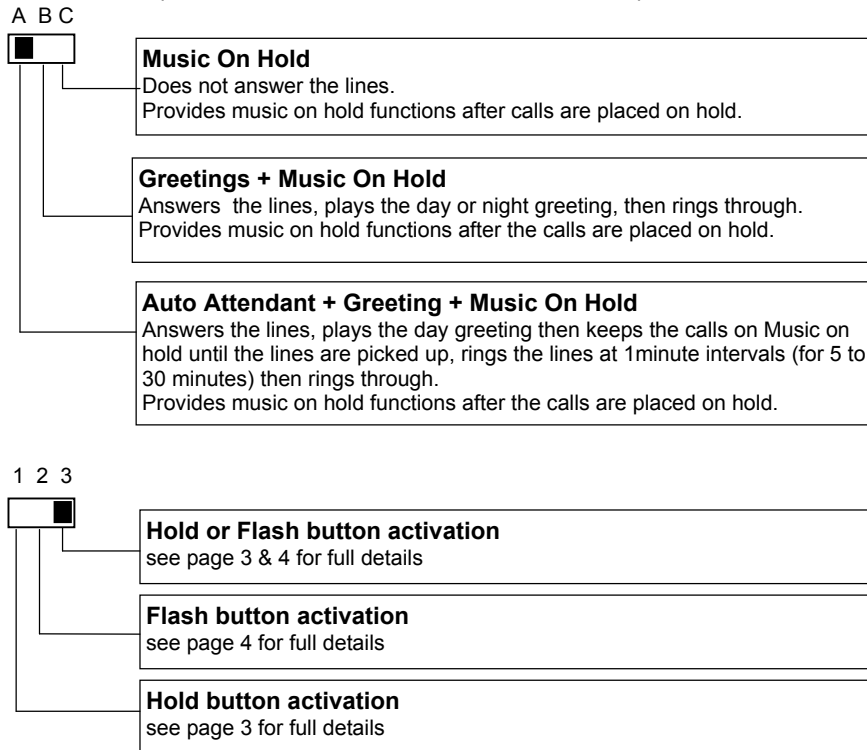 A B C
Music On Hold
Does not answer the lines.
Provides music on hold functions after calls are placed on hold.
Greetings + Music On Hold
Answers the lines, plays the day or night greeting, then rings through.
Provides music on hold functions after the calls are placed on hold.
Auto Attendant + Greeting + Music On Hold
Answers the lines, plays the day greeting then keeps the calls on Music on
hold until the lines are picked up, rings the lines at 1minute intervals (for 5 to
30 minutes) then rings through.
Provides music on hold functions after the calls are placed on hold.
1 2 3
Hold or Flash button activation
see page 3 & 4 for full details
Flash button activation
see page 4 for full details
Hold button activation
see page 3 for full details